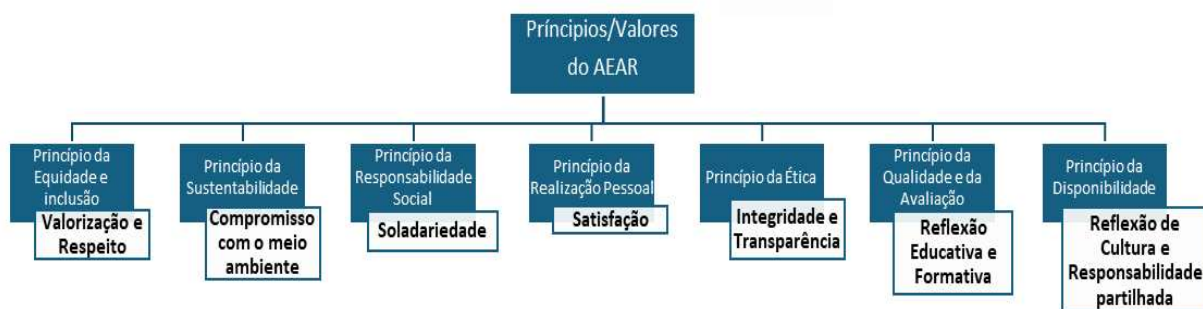 Príncipios/Valores
do AEAR
Princípio da
Equidade e
inclusão
Valorização e
Respeito
Princípio da
Sustentabilidade
Compromisso
com o meio
ambiente
Princípio da
Responsabilidade
Social
Soladariedade
Princípio da
Realização Pessoal
Satisfação
Princípio da Ética
Integridade e
Transparência
Princípio da
Qualidade e da
Avaliação
Reflexão
Educativa e
Formativa
Princípio da
Disponibilidade
Reflexão de
Cultura e
Responsabilidade
partilhada